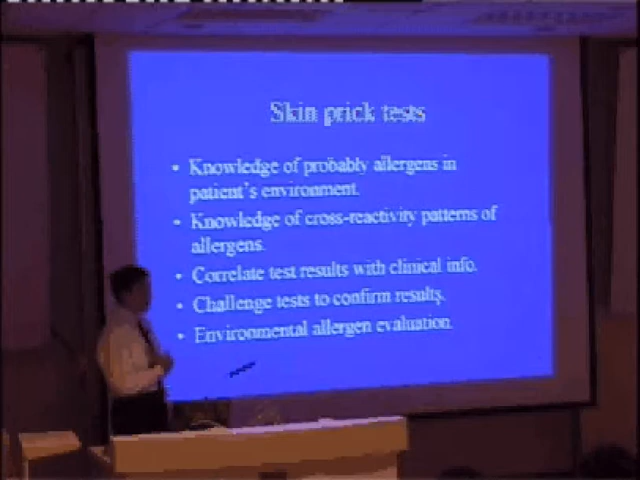 Skin prick tests
• Knowledge of probably allergens in
patient's environment.
• Knowledge of cross-reactivity patterns of
allergens.
• Correlate test results with clinical info.
• Challenge tests to confirm results.
• Environmental allergen evaluation.